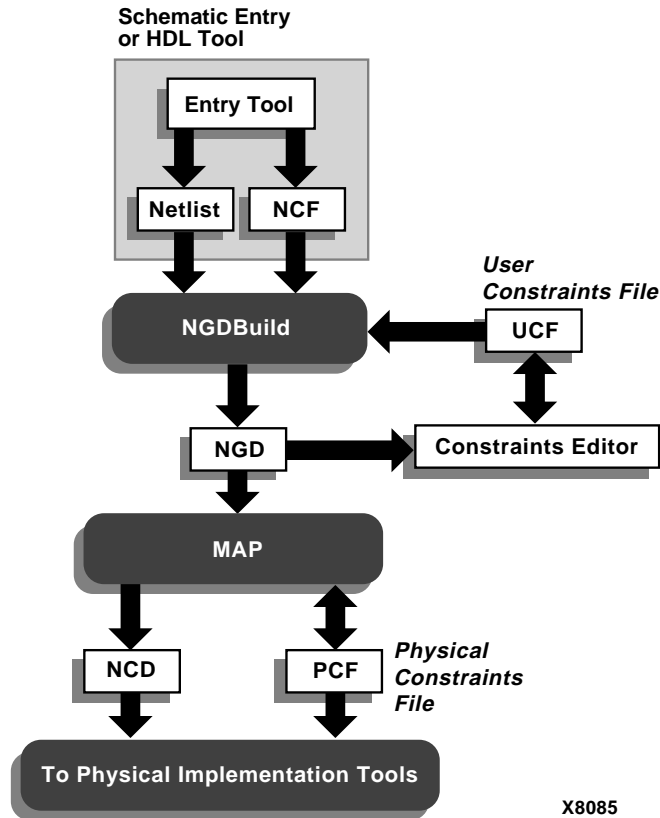 Schematic Entry
or HDL Tool
Entry Tool
Netlist
NCF
User
Constraints File
NGDBuild
UCF
NGD
Constraints Editor
MAP
NCD
PCF
Physical
Constraints
File
To Physical Implementation Tools
X8085